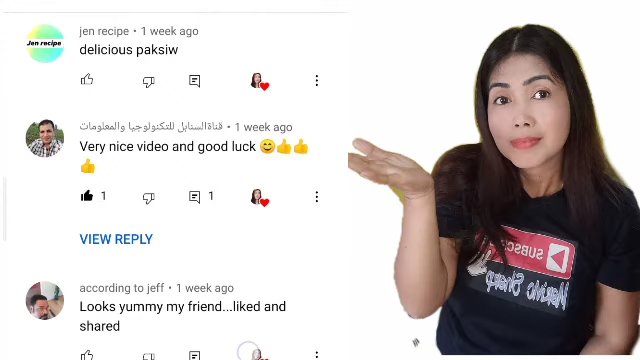 Jen recipe
jen recipe • 1 week ago
delicious paksiw
قناةالسنابل للتكنولوجيا والمعلومات • 1 week ago
Very nice video and good luck 😄👍👍
👍
1
1
VIEW REPLY
according to jeff • 1 week ago
Looks yummy my friend...liked and
shared
SUBSCRIBE